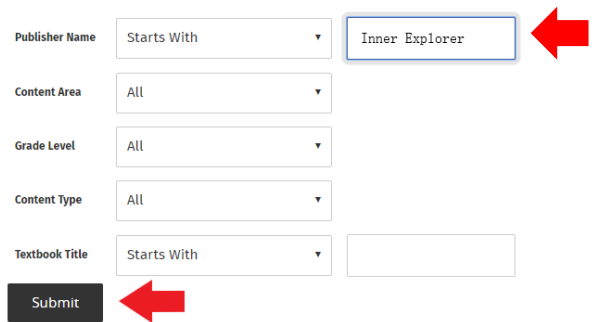 Publisher Name Starts With Inner Explorer
Content Area All
Grade Level All
Content Type All
Textbook Title Starts With
Submit